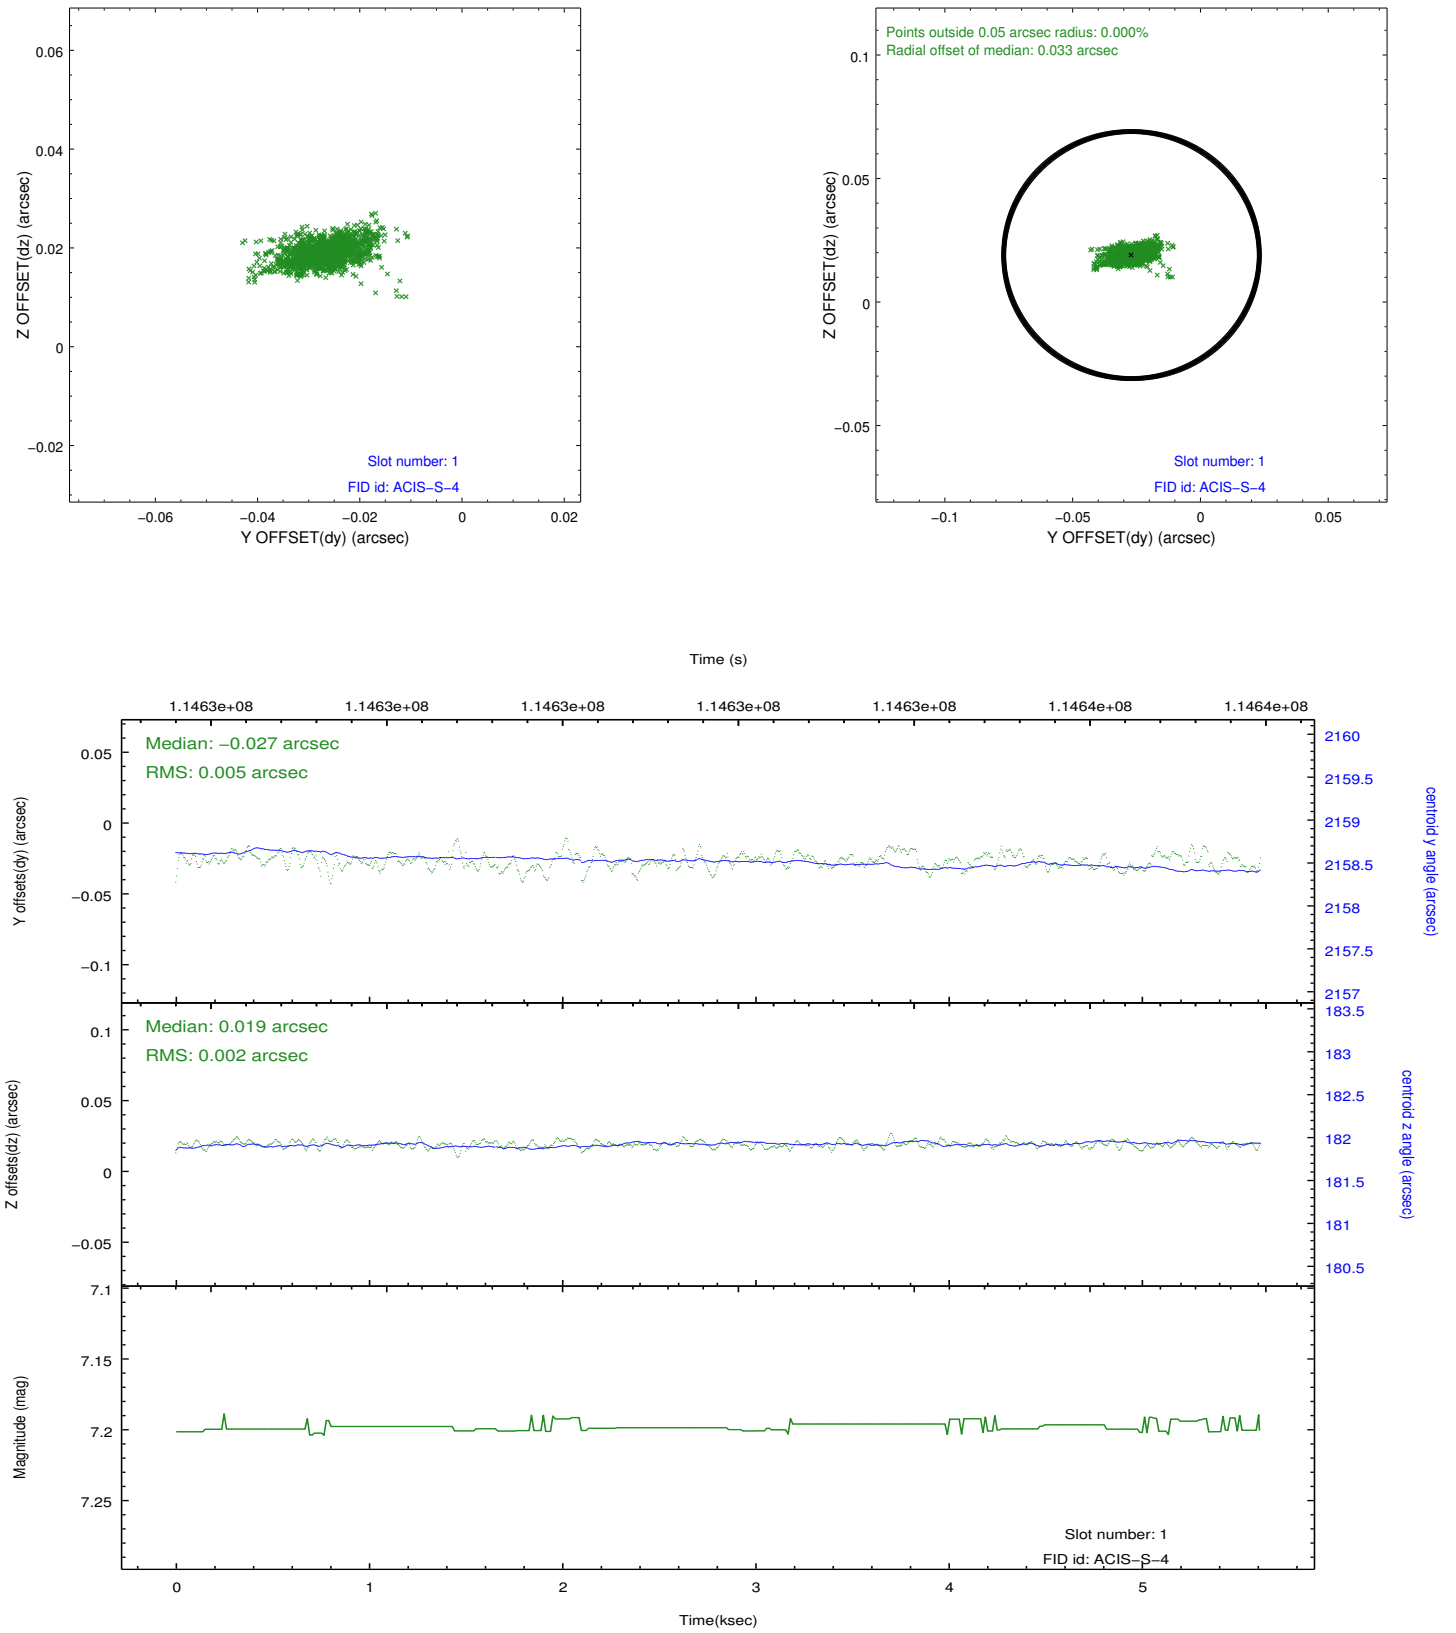 0.06
0.04
0.02
0
−0.02
Z OFFSET(dz) (arcsec)
Slot number: 1
FID id: ACIS−S−4
−0.06 −0.04 −0.02 0 0.02
Y OFFSET(dy) (arcsec)
Points outside 0.05 arcsec radius: 0.000%
Radial offset of median: 0.033 arcsec
0.1
0.05
0
−0.05
Z OFFSET(dz) (arcsec)
Slot number: 1
FID id: ACIS−S−4
−0.1 −0.05 0 0.05
Y OFFSET(dy) (arcsec)
Time (s)
1.1463e+08 1.1463e+08 1.1463e+08 1.1463e+08 1.1463e+08 1.1464e+08 1.1464e+08
Median: −0.027 arcsec
RMS: 0.005 arcsec
0.05
0
−0.05
−0.1
Y offsets(dy) (arcsec)
2160
2159.5
2159
2158.5
2158
2157.5
2157
centroid y angle (arcsec)
Median: 0.019 arcsec
RMS: 0.002 arcsec
0.1
0.05
0
−0.05
Z offsets(dz) (arcsec)
183.5
183
182.5
182
181.5
181
180.5
centroid z angle (arcsec)
7.1
7.15
7.2
7.25
Magnitude (mag)
Slot number: 1
FID id: ACIS−S−4
0 1 2 3 4 5
Time(ksec)